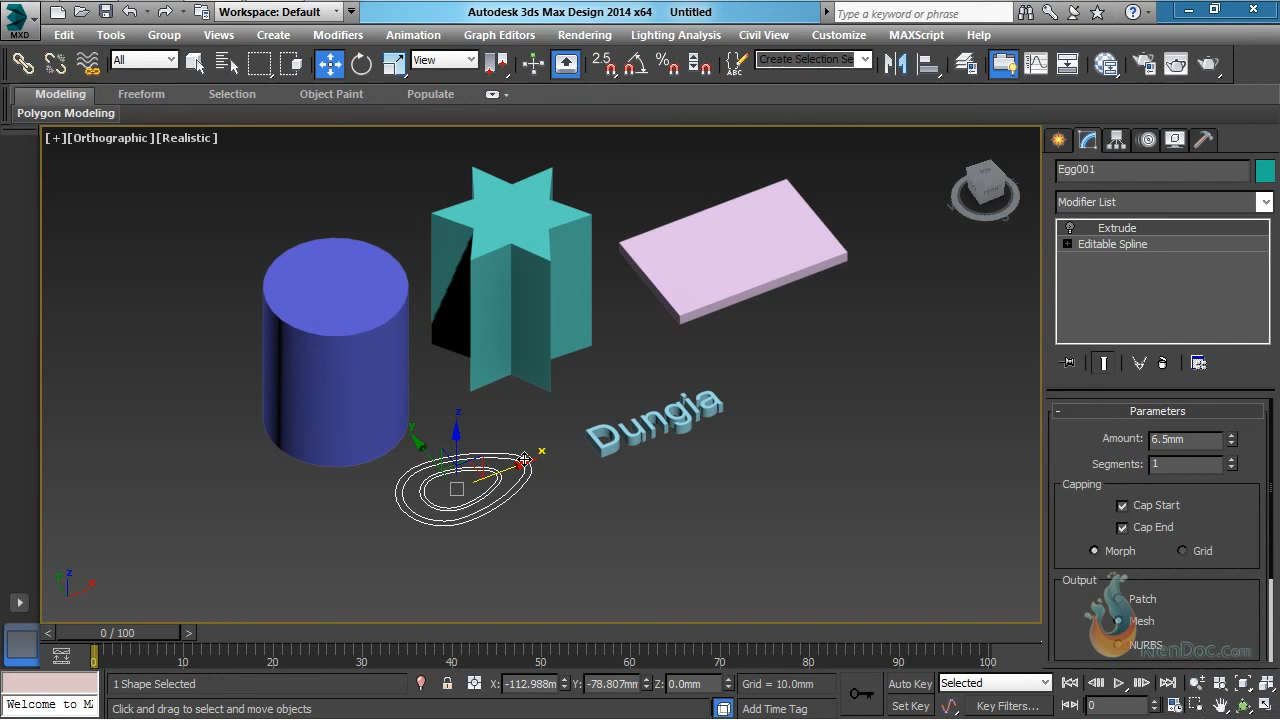 MXD
Workspace: Default
Autodesk 3ds Max Design 2014 x64 Untitled
Type a keyword or phrase
Edit Tools Group Views Create Modifiers Animation Graph Editors Rendering Lighting Analysis Civil View Customize MAXScript Help
All View 2.5 Create Selection Se
Modeling Freeform Selection Object Paint Populate
Polygon Modeling
[+][Orthographic][Realistic]
Egg001
Modifier List
Extrude
Editable Spline
Parameters
Amount: 6.5mm
Segments: 1
Capping
Cap Start
Cap End
Morph Grid
Output
Patch
Mesh
NURBS
Dungia
z
y
x
z
x
0 / 100
0 10 20 30 40 50 60 70 80 90 100
1 Shape Selected X: -112.988m Y: -78.807mm Z: 0.0mm Grid = 10.0mm Auto Key Selected
Welcome to M Click and drag to select and move objects Add Time Tag Set Key Key Filters... 0